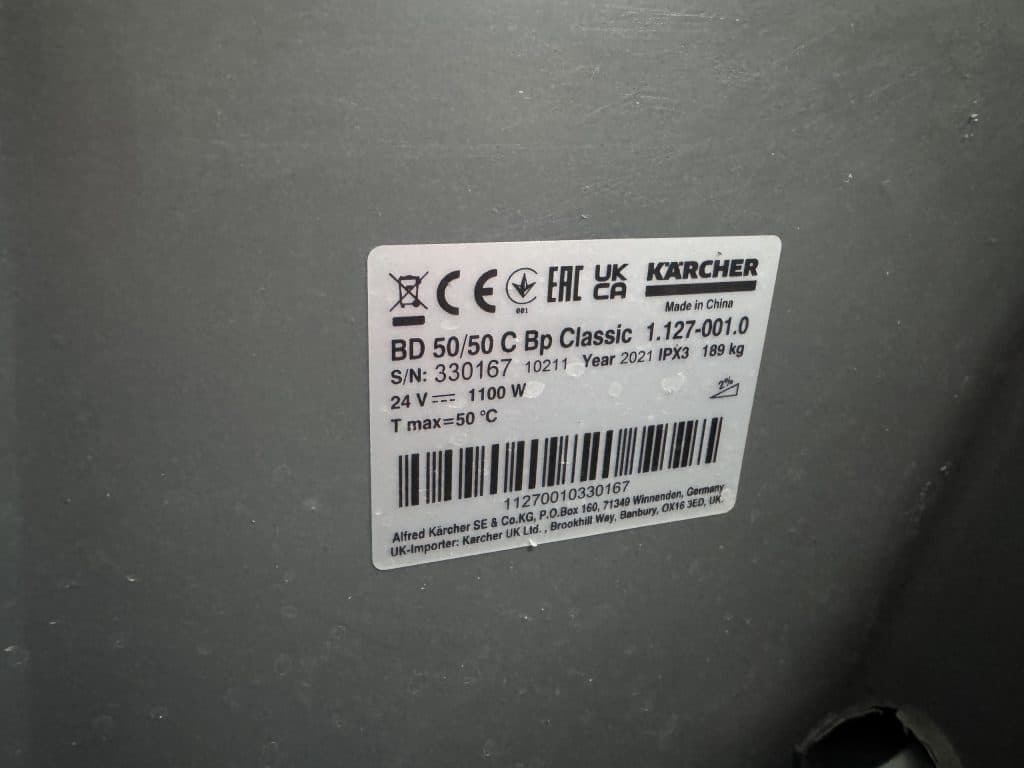 CE 001 EAC UK CA KÄRCHER
Made in China
BD 50/50 C Bp Classic 1.127-001.0
S/N: 330167 10211 Year 2021 IPX3 189 kg
24 V 1100 W 2%
T max=50 °C
11270010330167
Alfred Kärcher SE & Co.KG, P.O.Box 160, 71349 Winnenden, Germany
UK-Importer: Karcher UK Ltd. , Brookhill Way, Banbury, OX16 3ED, UK.